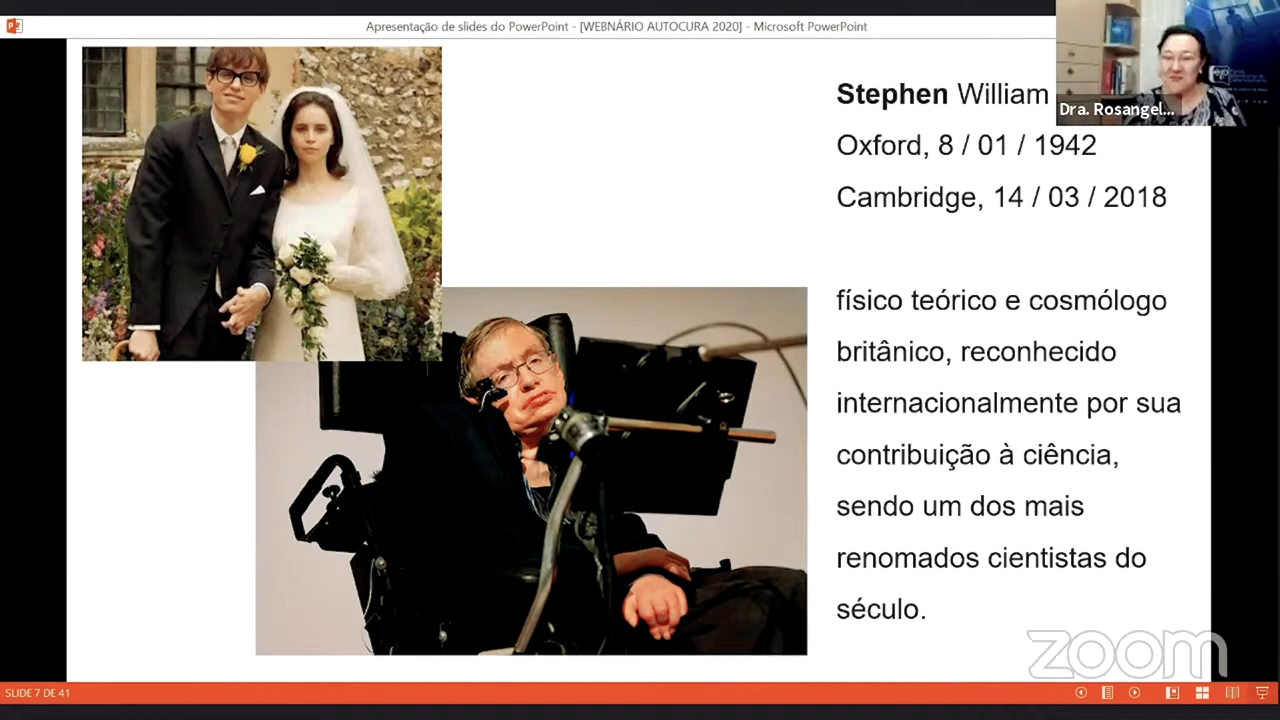 Apresentação de slides do PowerPoint - [WEBNÁRIO AUTOCURA 2020] - Microsoft PowerPoint
Dra. Rosangel...
Stephen William
Oxford, 8 / 01 / 1942
Cambridge, 14 / 03 / 2018
físico teórico e cosmólogo
britânico, reconhecido
internacionalmente por sua
contribuição à ciência,
sendo um dos mais
renomados cientistas do
século.
zoom
SLIDE 7 DE 41